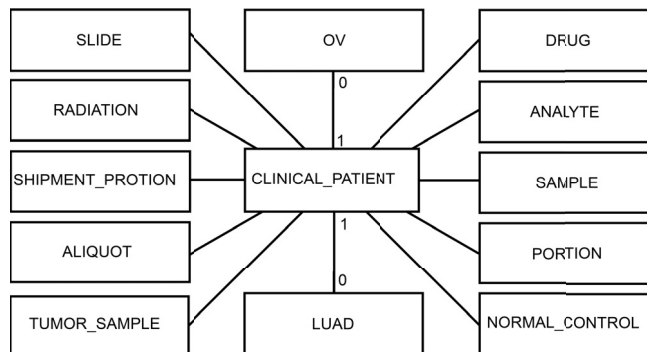 SLIDE
OV
DRUG
0
RADIATION
ANALYTE
1
SHIPMENT_PROTION
CLINICAL_PATIENT
SAMPLE
1
ALIQUOT
PORTION
0
TUMOR_SAMPLE
LUAD
NORMAL_CONTROL